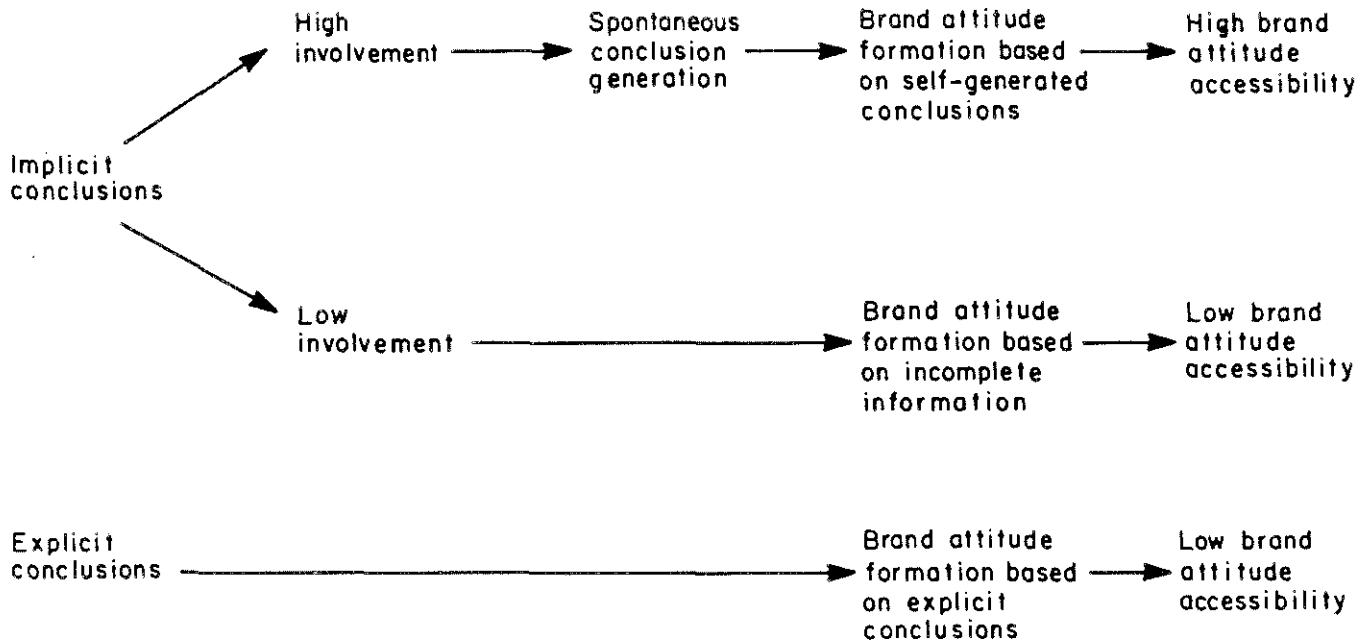 High
involvement
Spontaneous
conclusion
generation
Brand attitude
formation based
on self-generated
conclusions
High brand
attitude
accessibility
Implicit
conclusions
Low
involvement
Brand attitude
formation based
on incomplete
information
Low brand
attitude
accessibility
Explicit
conclusions
Brand attitude
formation based
on explicit
conclusions
Low brand
attitude
accessibility